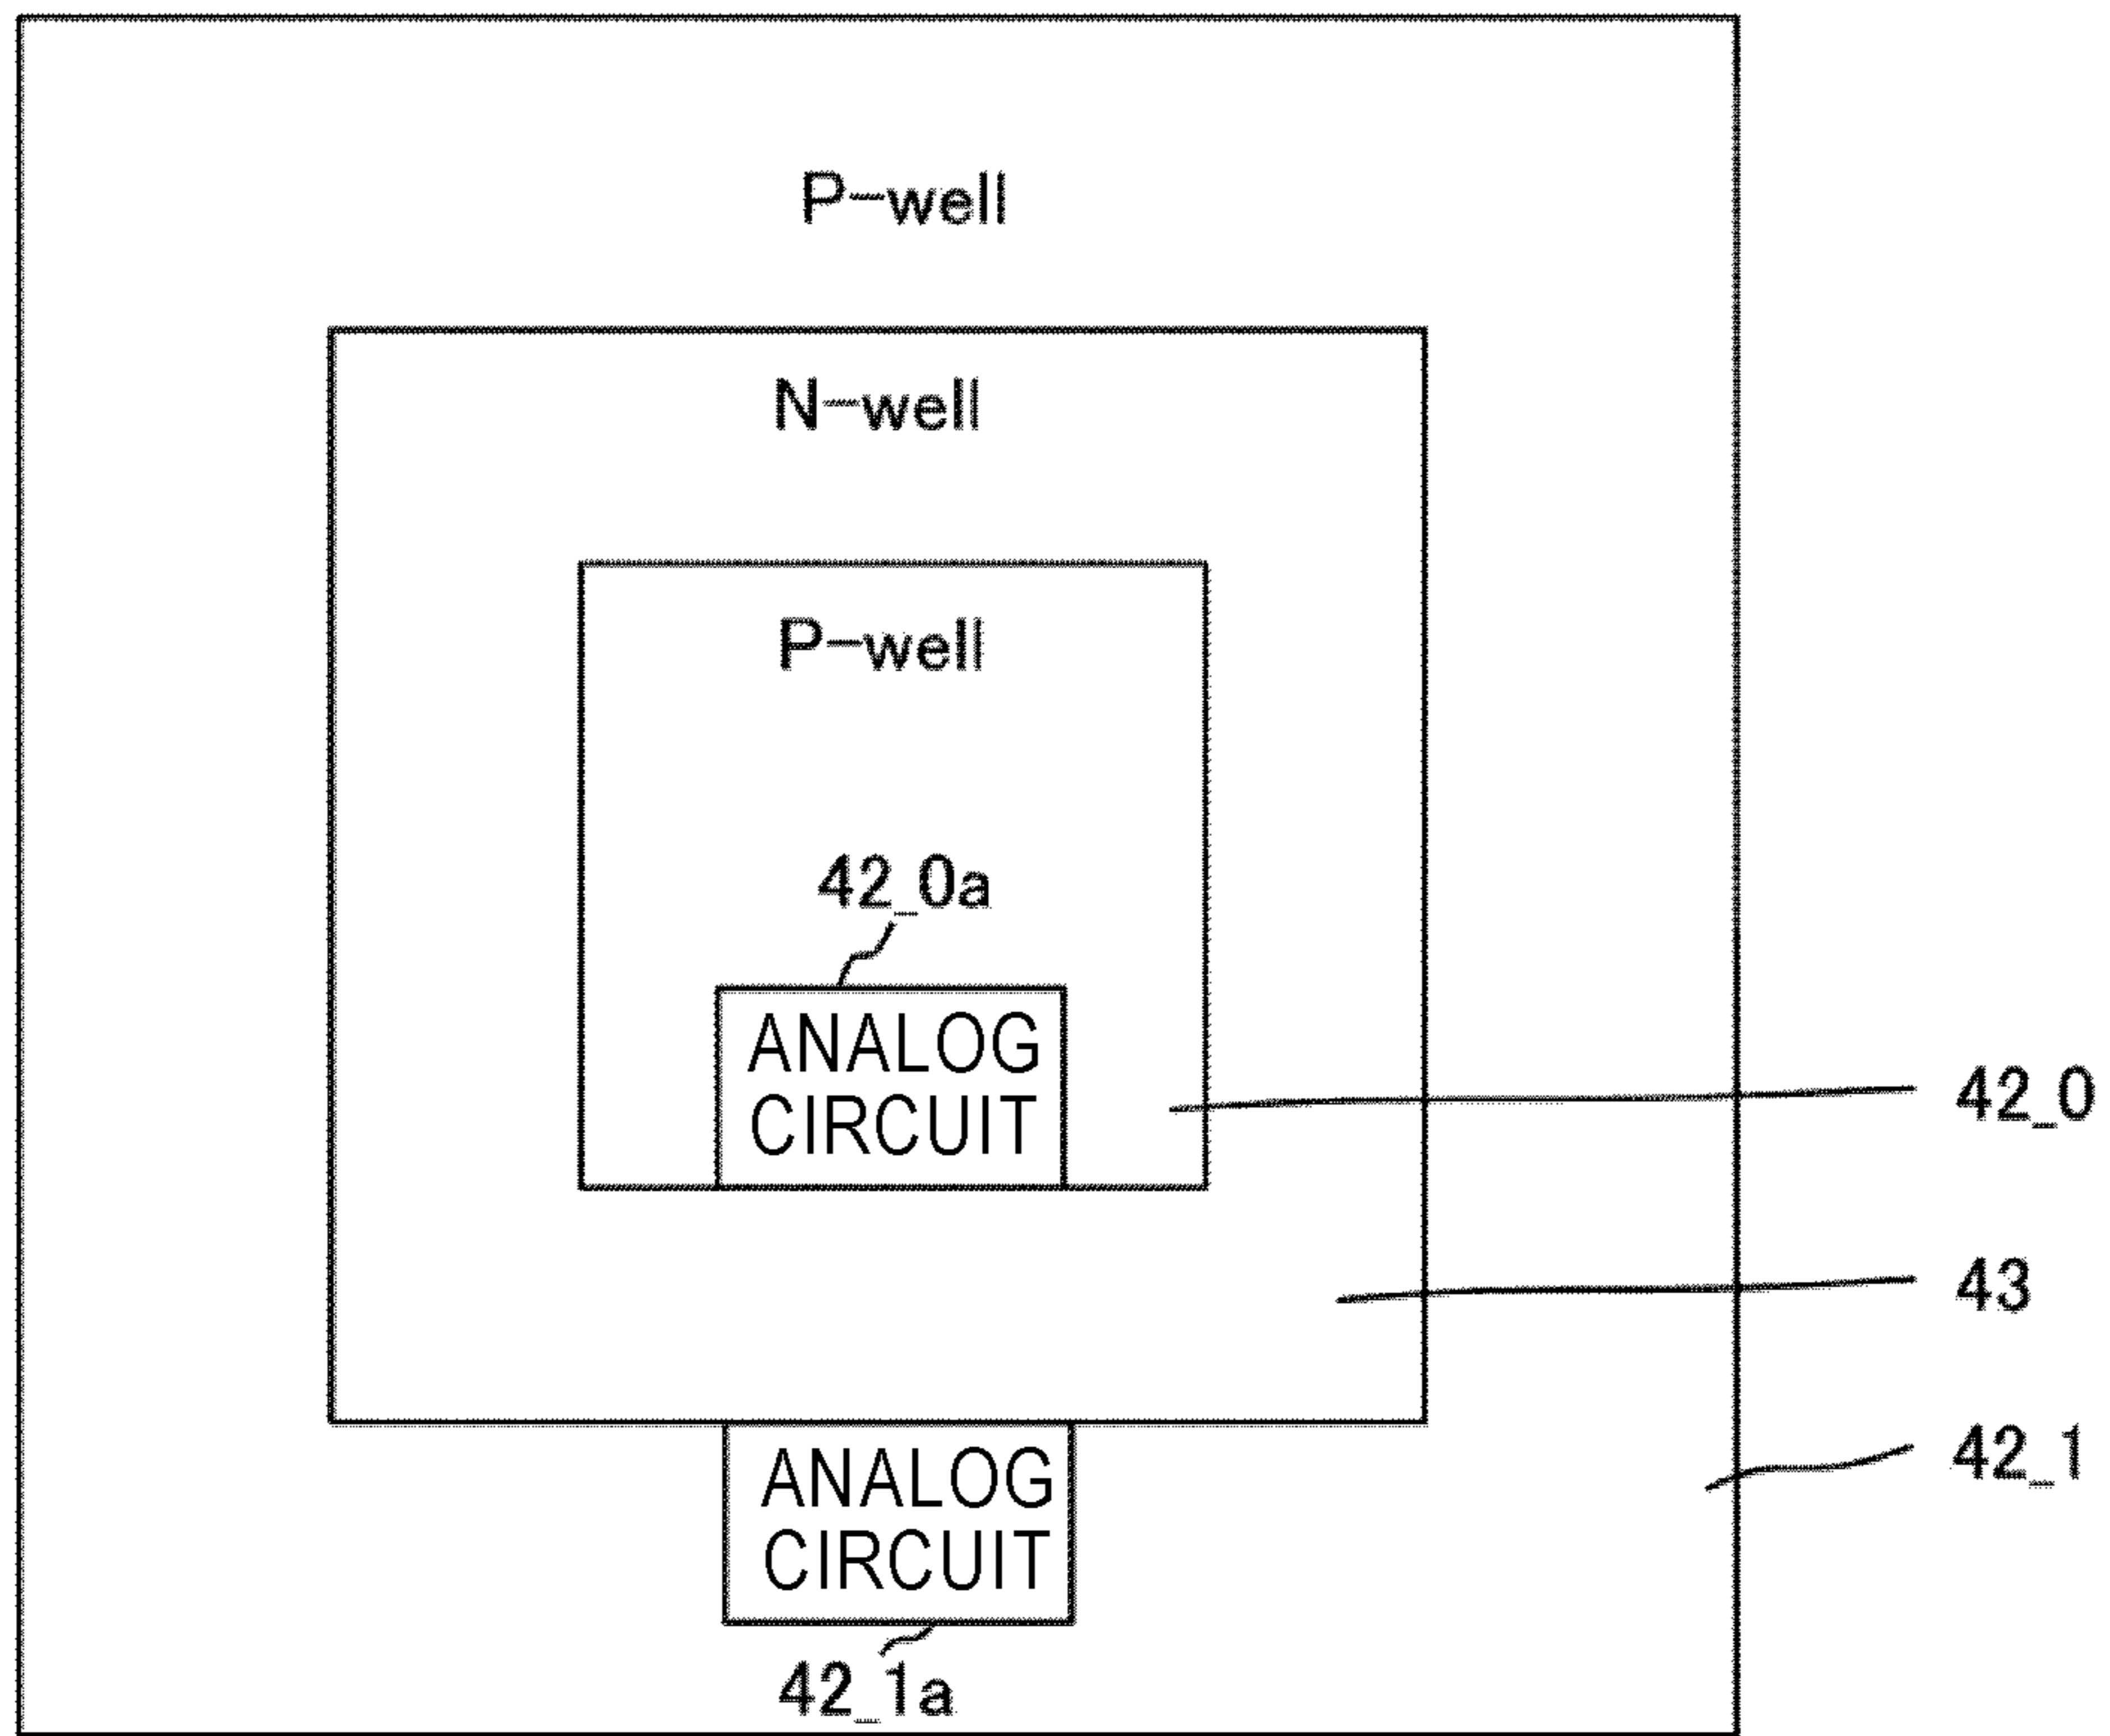 P-well
N-well
P-well
42_0a
ANALOG
CIRCUIT
42_0
43
42_1
ANALOG
CIRCUIT
42_1a